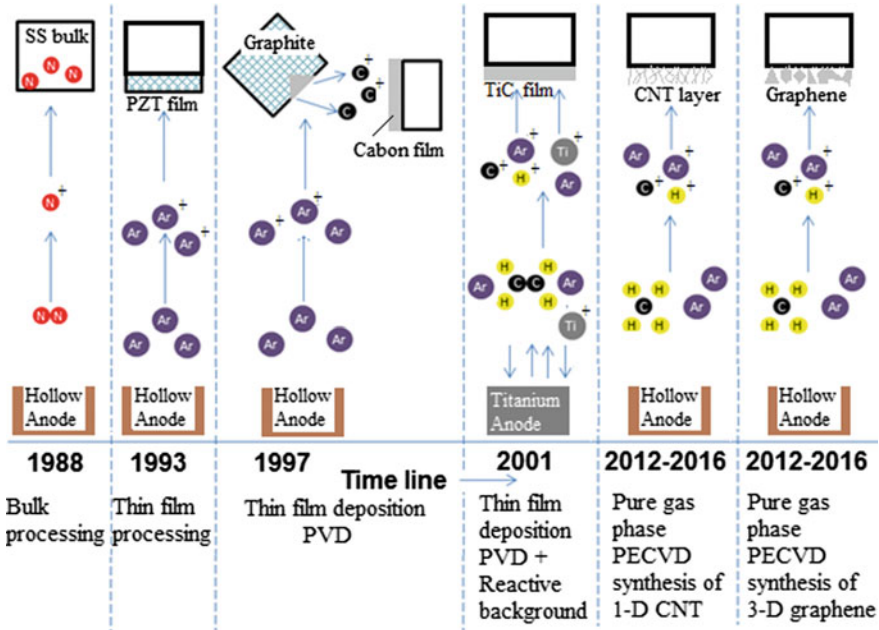 SS bulk
N
N
N
N
+
N
N
Hollow
Anode
1988
Bulk
processing
PZT film
Ar
+
Ar
+
Ar
+
Ar
Ar
Ar
Hollow
Anode
1993
Thin film
processing
Graphite
C
+
C
+
C
+
Cabon film
Ar
+
Ar
+
Ar
+
Ar
Ar
Ar
Hollow
Anode
1997
Time line
Thin film deposition
PVD
TiC film
Ar
+
Ti
+
C
+
H
+
Ar
H
H
Ar
C
C
Ar
H
H
Ti
+
Titanium
Anode
2001
Thin film
deposition
PVD +
Reactive
background
CNT layer
Ar
+
Ar
+
C
+
H
+
H
H
Ar
C
H
H
Ar
Hollow
Anode
2012-2016
Pure gas
phase
PECVD
synthesis of
1-D CNT
Graphene
Ar
+
Ar
+
C
+
H
+
H
H
Ar
C
H
H
Ar
Hollow
Anode
2012-2016
Pure gas
phase
PECVD
synthesis of
3-D graphene